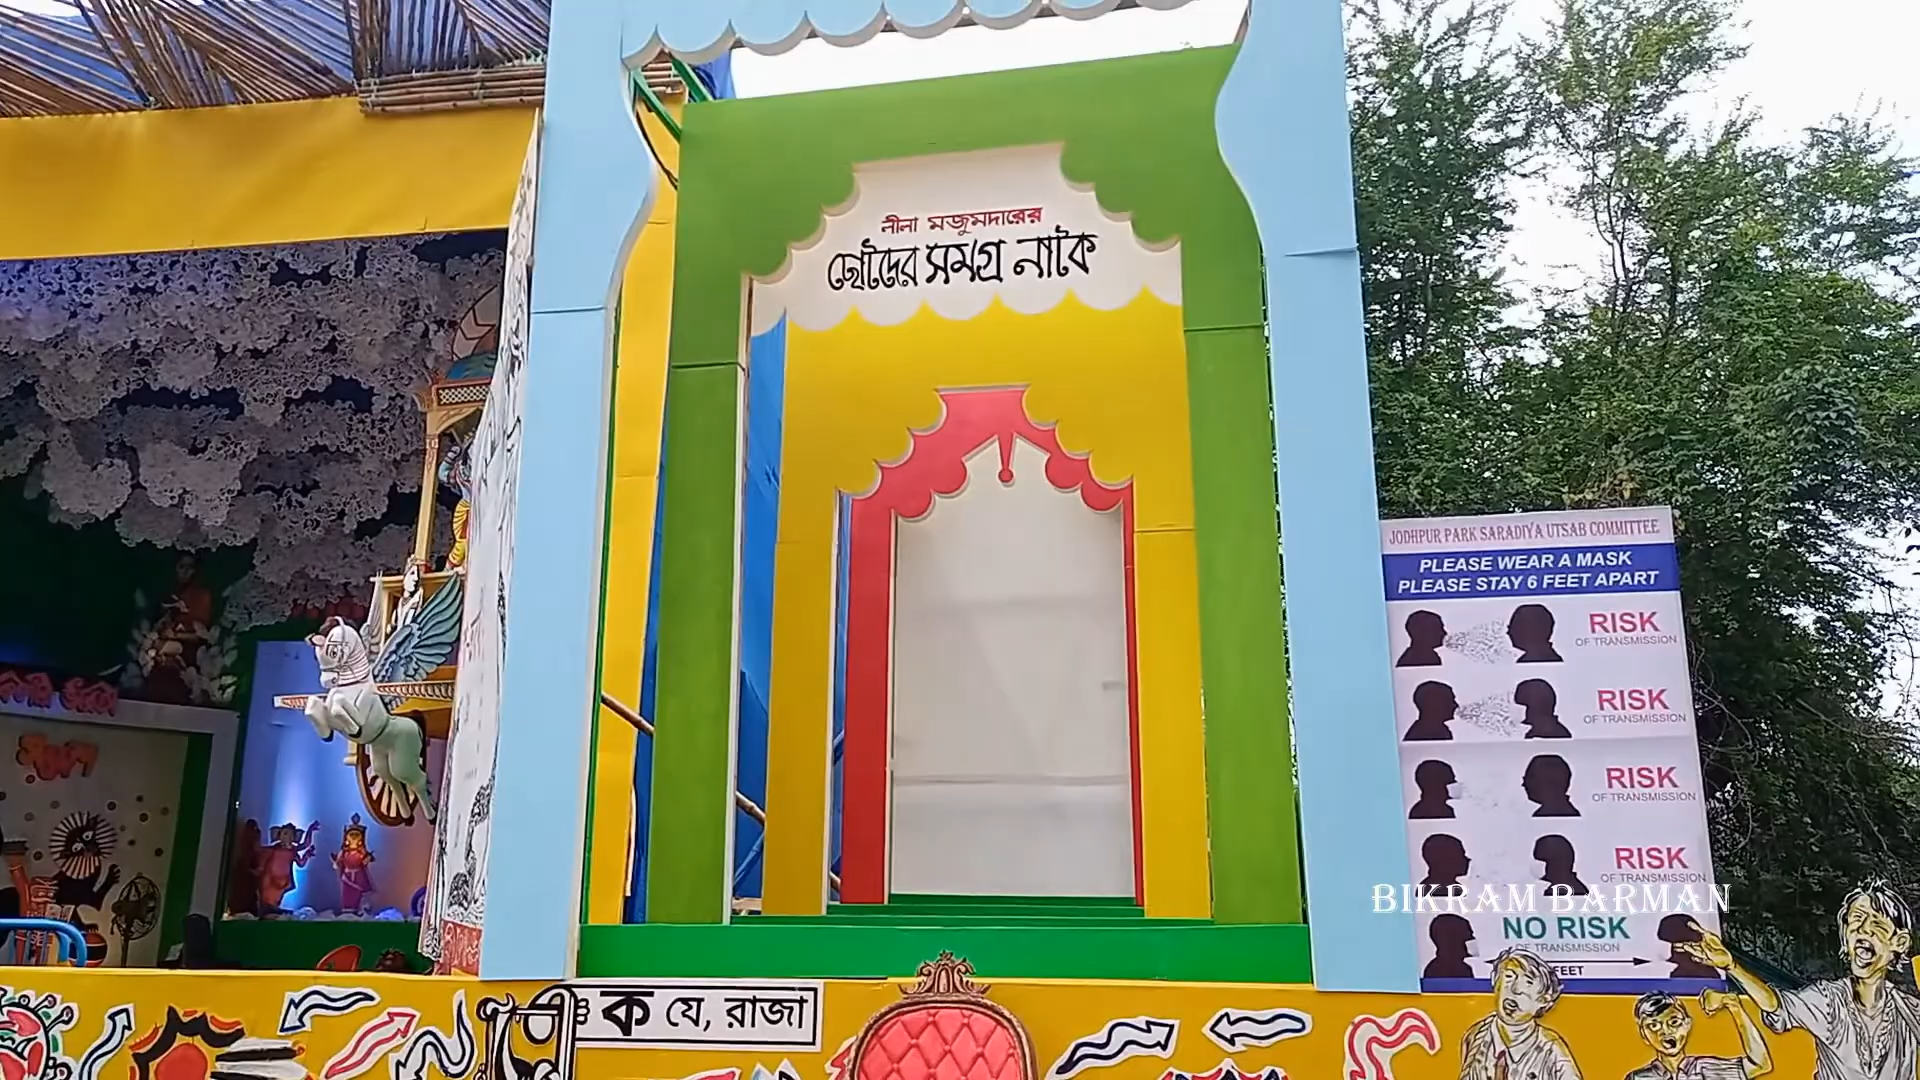 লীলা মজুমদারের
ছোটদের সমগ্র নাটক
JODHPUR PARK SARADIYA UTSAB COMMITTEE
PLEASE WEAR A MASK
PLEASE STAY 6 FEET APART
RISK
OF TRANSMISSION
RISK
OF TRANSMISSION
RISK
OF TRANSMISSION
RISK
OF TRANSMISSION
BIKRAM BARMAN
NO RISK
OF TRANSMISSION
FEET
ক যে, রাজা